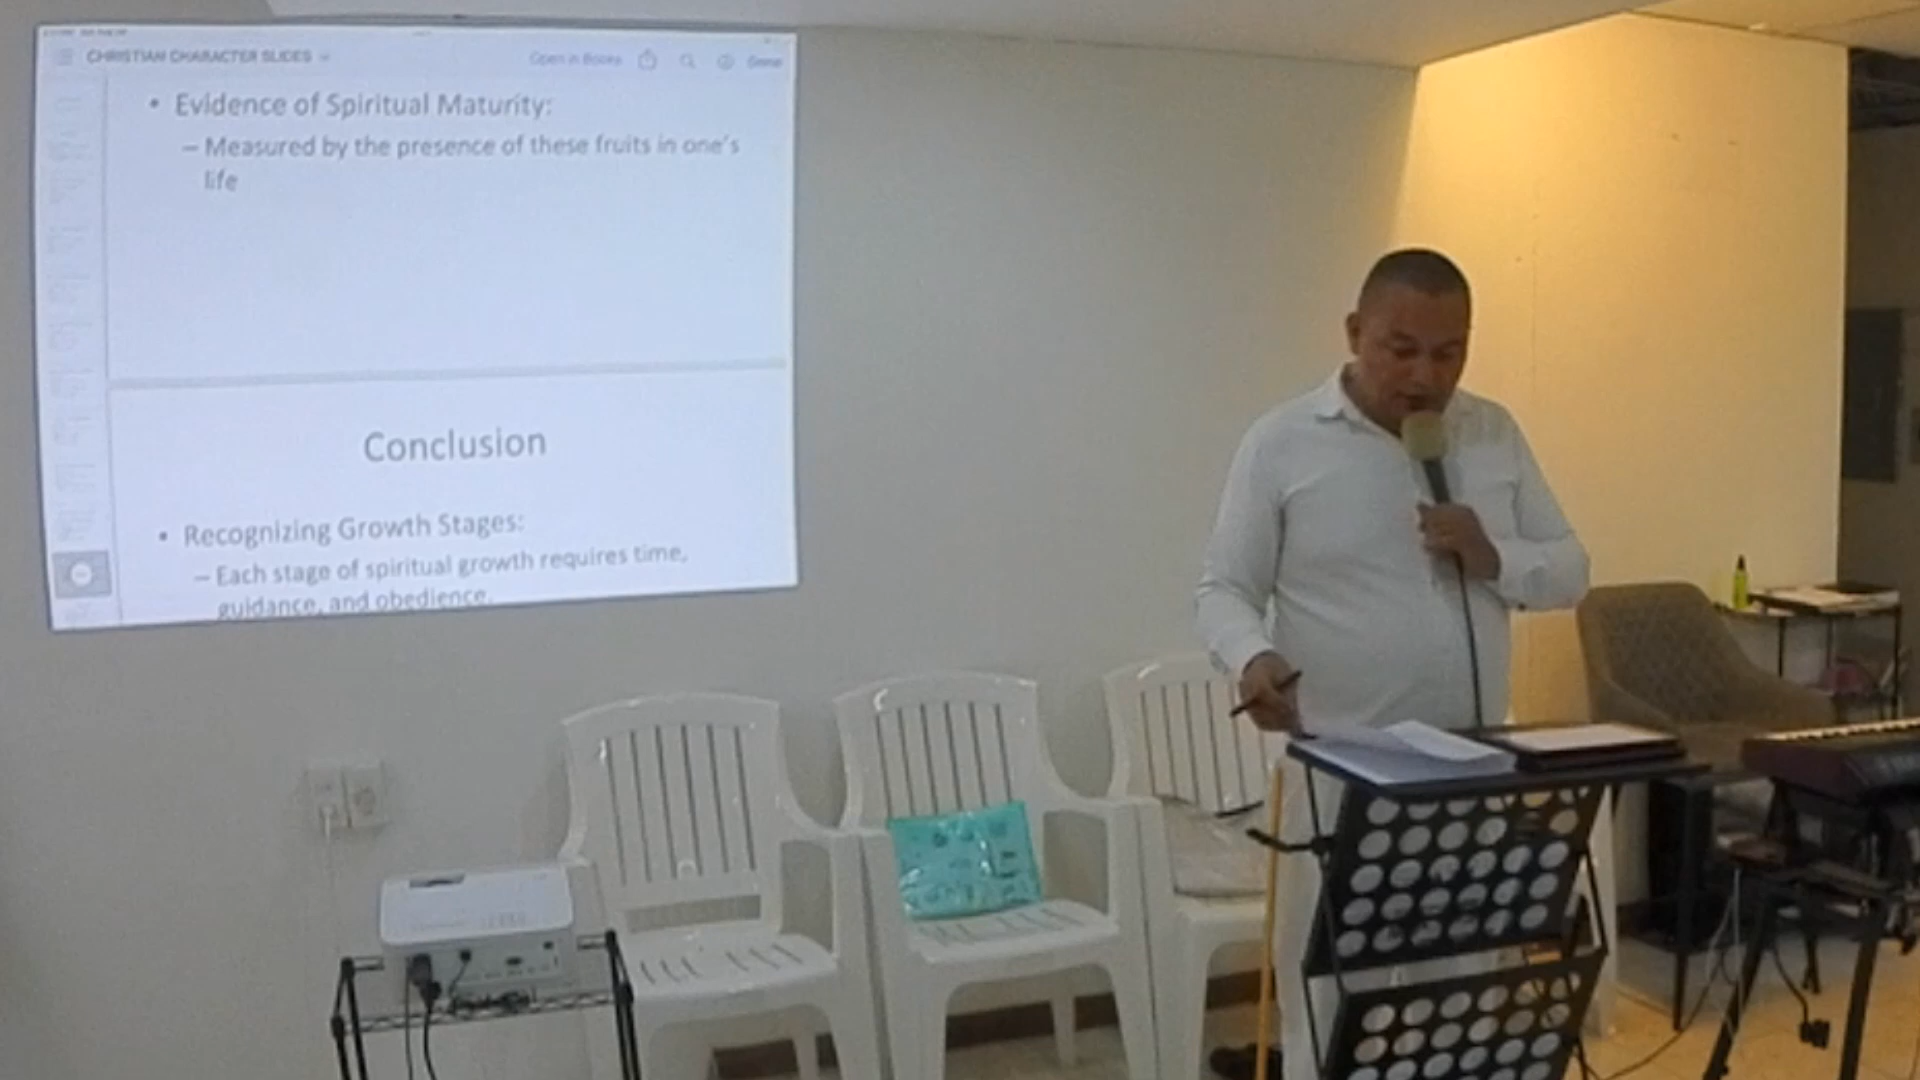 CHRISTIAN CHARACTER SLIDES
Open in Books
Done
• Evidence of Spiritual Maturity:
– Measured by the presence of these fruits in one's
life
Conclusion
• Recognizing Growth Stages:
– Each stage of spiritual growth requires time,
guidance, and obedience.